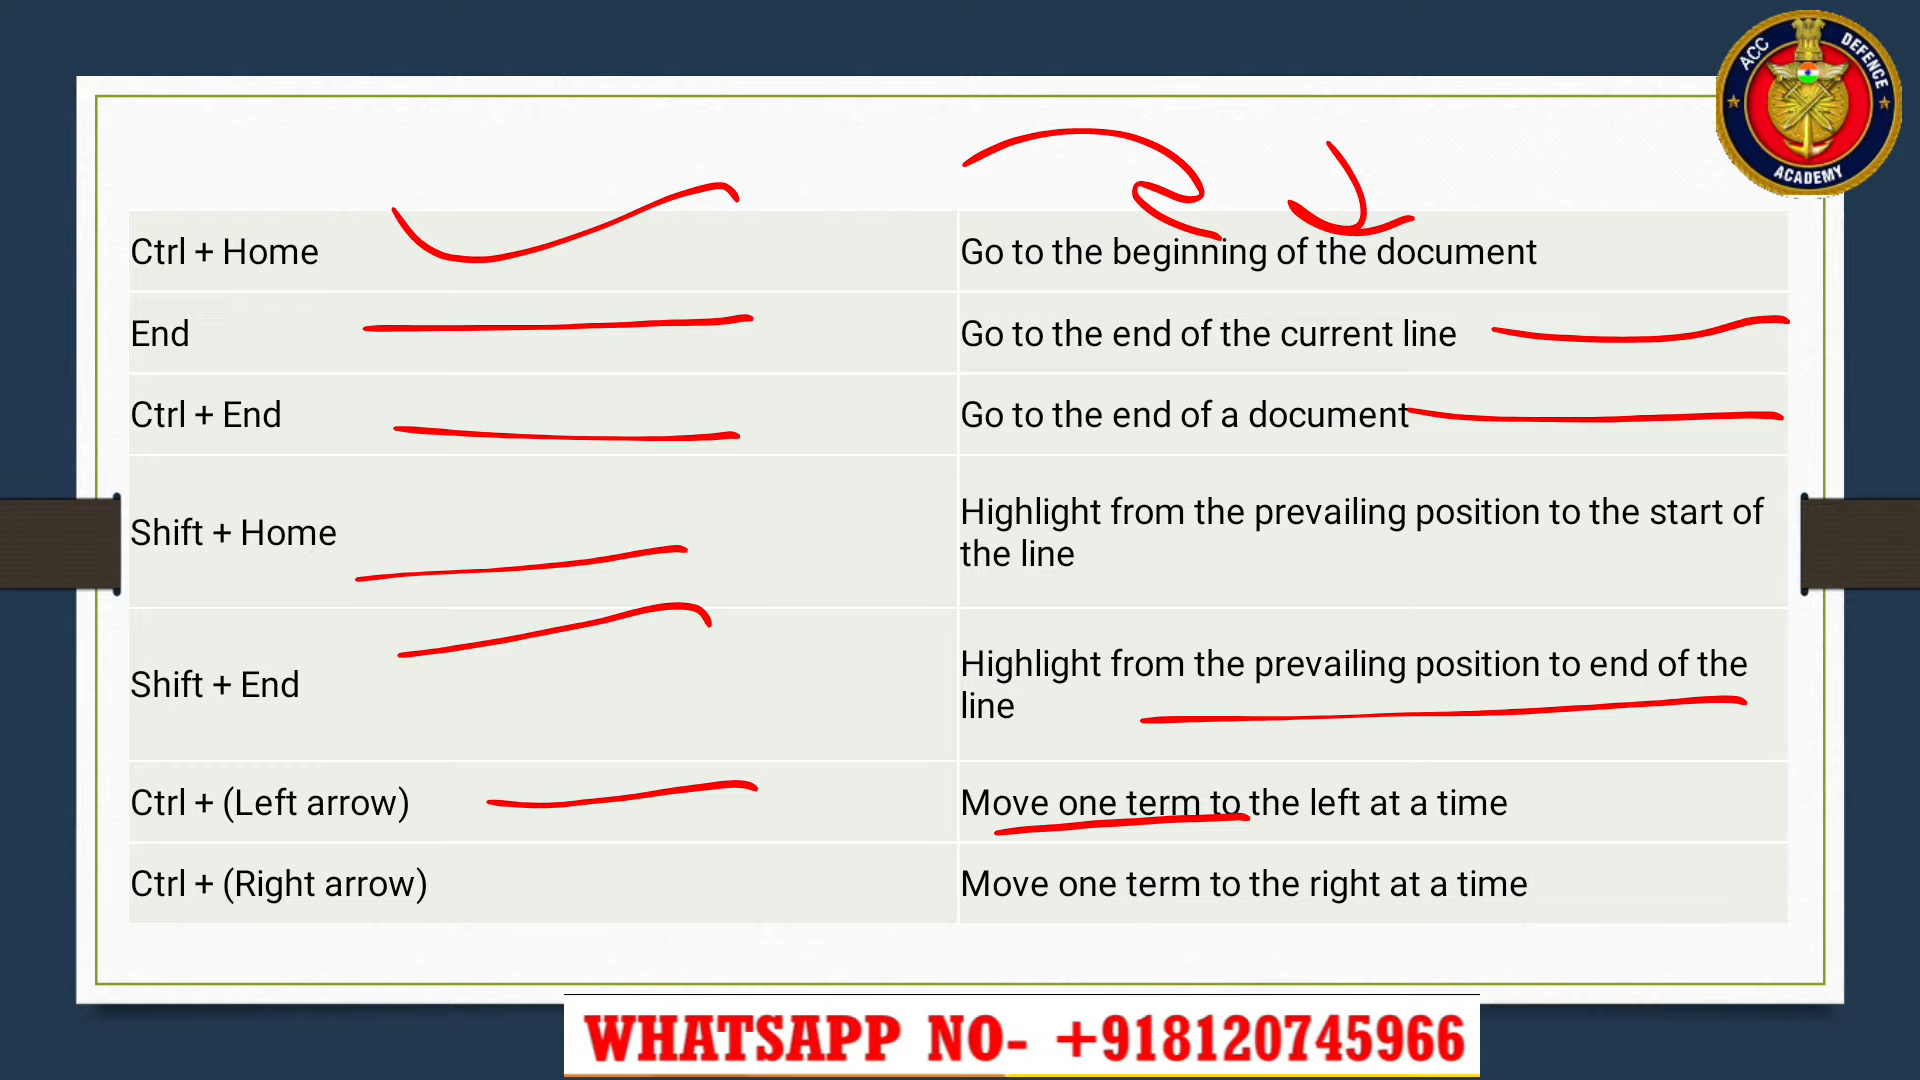 ACC DEFENCE
ACADEMY
Ctrl + Home Go to the beginning of the document
End Go to the end of the current line
Ctrl + End Go to the end of a document
Shift + Home Highlight from the prevailing position to the start of
the line
Shift + End Highlight from the prevailing position to end of the
line
Ctrl + (Left arrow) Move one term to the left at a time
Ctrl + (Right arrow) Move one term to the right at a time
WHATSAPP NO- +918120745966